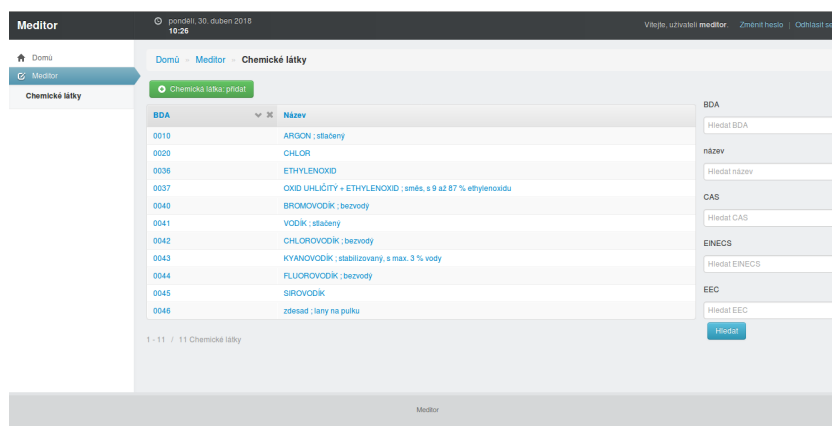 Meditor
pondělí, 30. duben 2018
10:26
Vítejte, uživateli meditor. Změnit heslo | Odhlásit se
Domů
Meditor
Chemické látky
Domů Meditor Chemické látky
Chemická látka: přidat
BDA Název
0010 ARGON ; stlačený
0020 CHLOR
0036 ETHYLENOXID
0037 OXID UHLIČITÝ + ETHYLENOXID ; směs, s 9 až 87 % ethylenoxidu
0040 BROMOVODÍK ; bezvodý
0041 VODÍK ; stlačený
0042 CHLOROVODÍK ; bezvodý
0043 KYANOVODÍK ; stabilizovaný, s max. 3 % vody
0044 FLUOROVODÍK ; bezvodý
0045 SIROVODÍK
0046 zdesad ; lany na pulku
1 - 11 / 11 Chemické látky
BDA
Hledat BDA
název
Hledat název
CAS
Hledat CAS
EINECS
Hledat EINECS
EEC
Hledat EEC
Hledat
Meditor